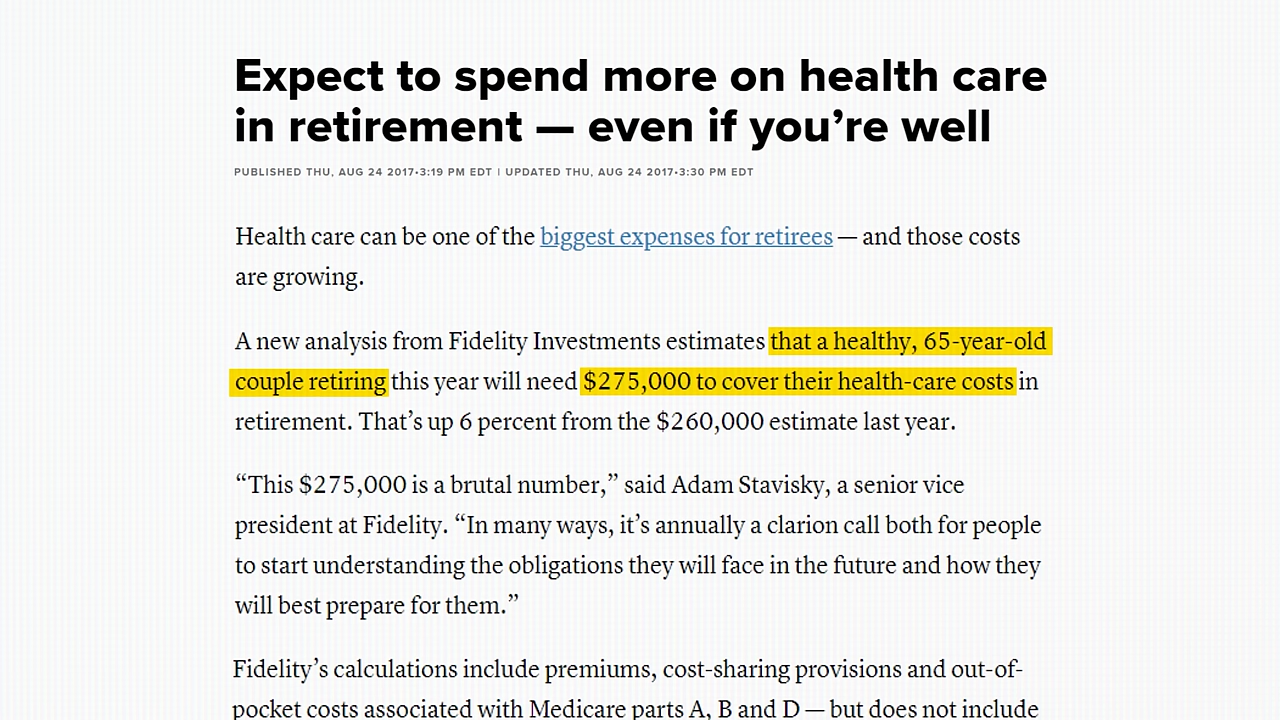 Expect to spend more on health care
in retirement — even if you’re well
PUBLISHED THU, AUG 24 2017•3:19 PM EDT | UPDATED THU, AUG 24 2017•3:30 PM EDT
Health care can be one of the biggest expenses for retirees — and those costs
are growing.
A new analysis from Fidelity Investments estimates that a healthy, 65-year-old
couple retiring this year will need $275,000 to cover their health-care costs in
retirement. That’s up 6 percent from the $260,000 estimate last year.
“This $275,000 is a brutal number,” said Adam Stavisky, a senior vice
president at Fidelity. “In many ways, it’s annually a clarion call both for people
to start understanding the obligations they will face in the future and how they
will best prepare for them.”
Fidelity’s calculations include premiums, cost-sharing provisions and out-of-
pocket costs associated with Medicare parts A, B and D — but does not include